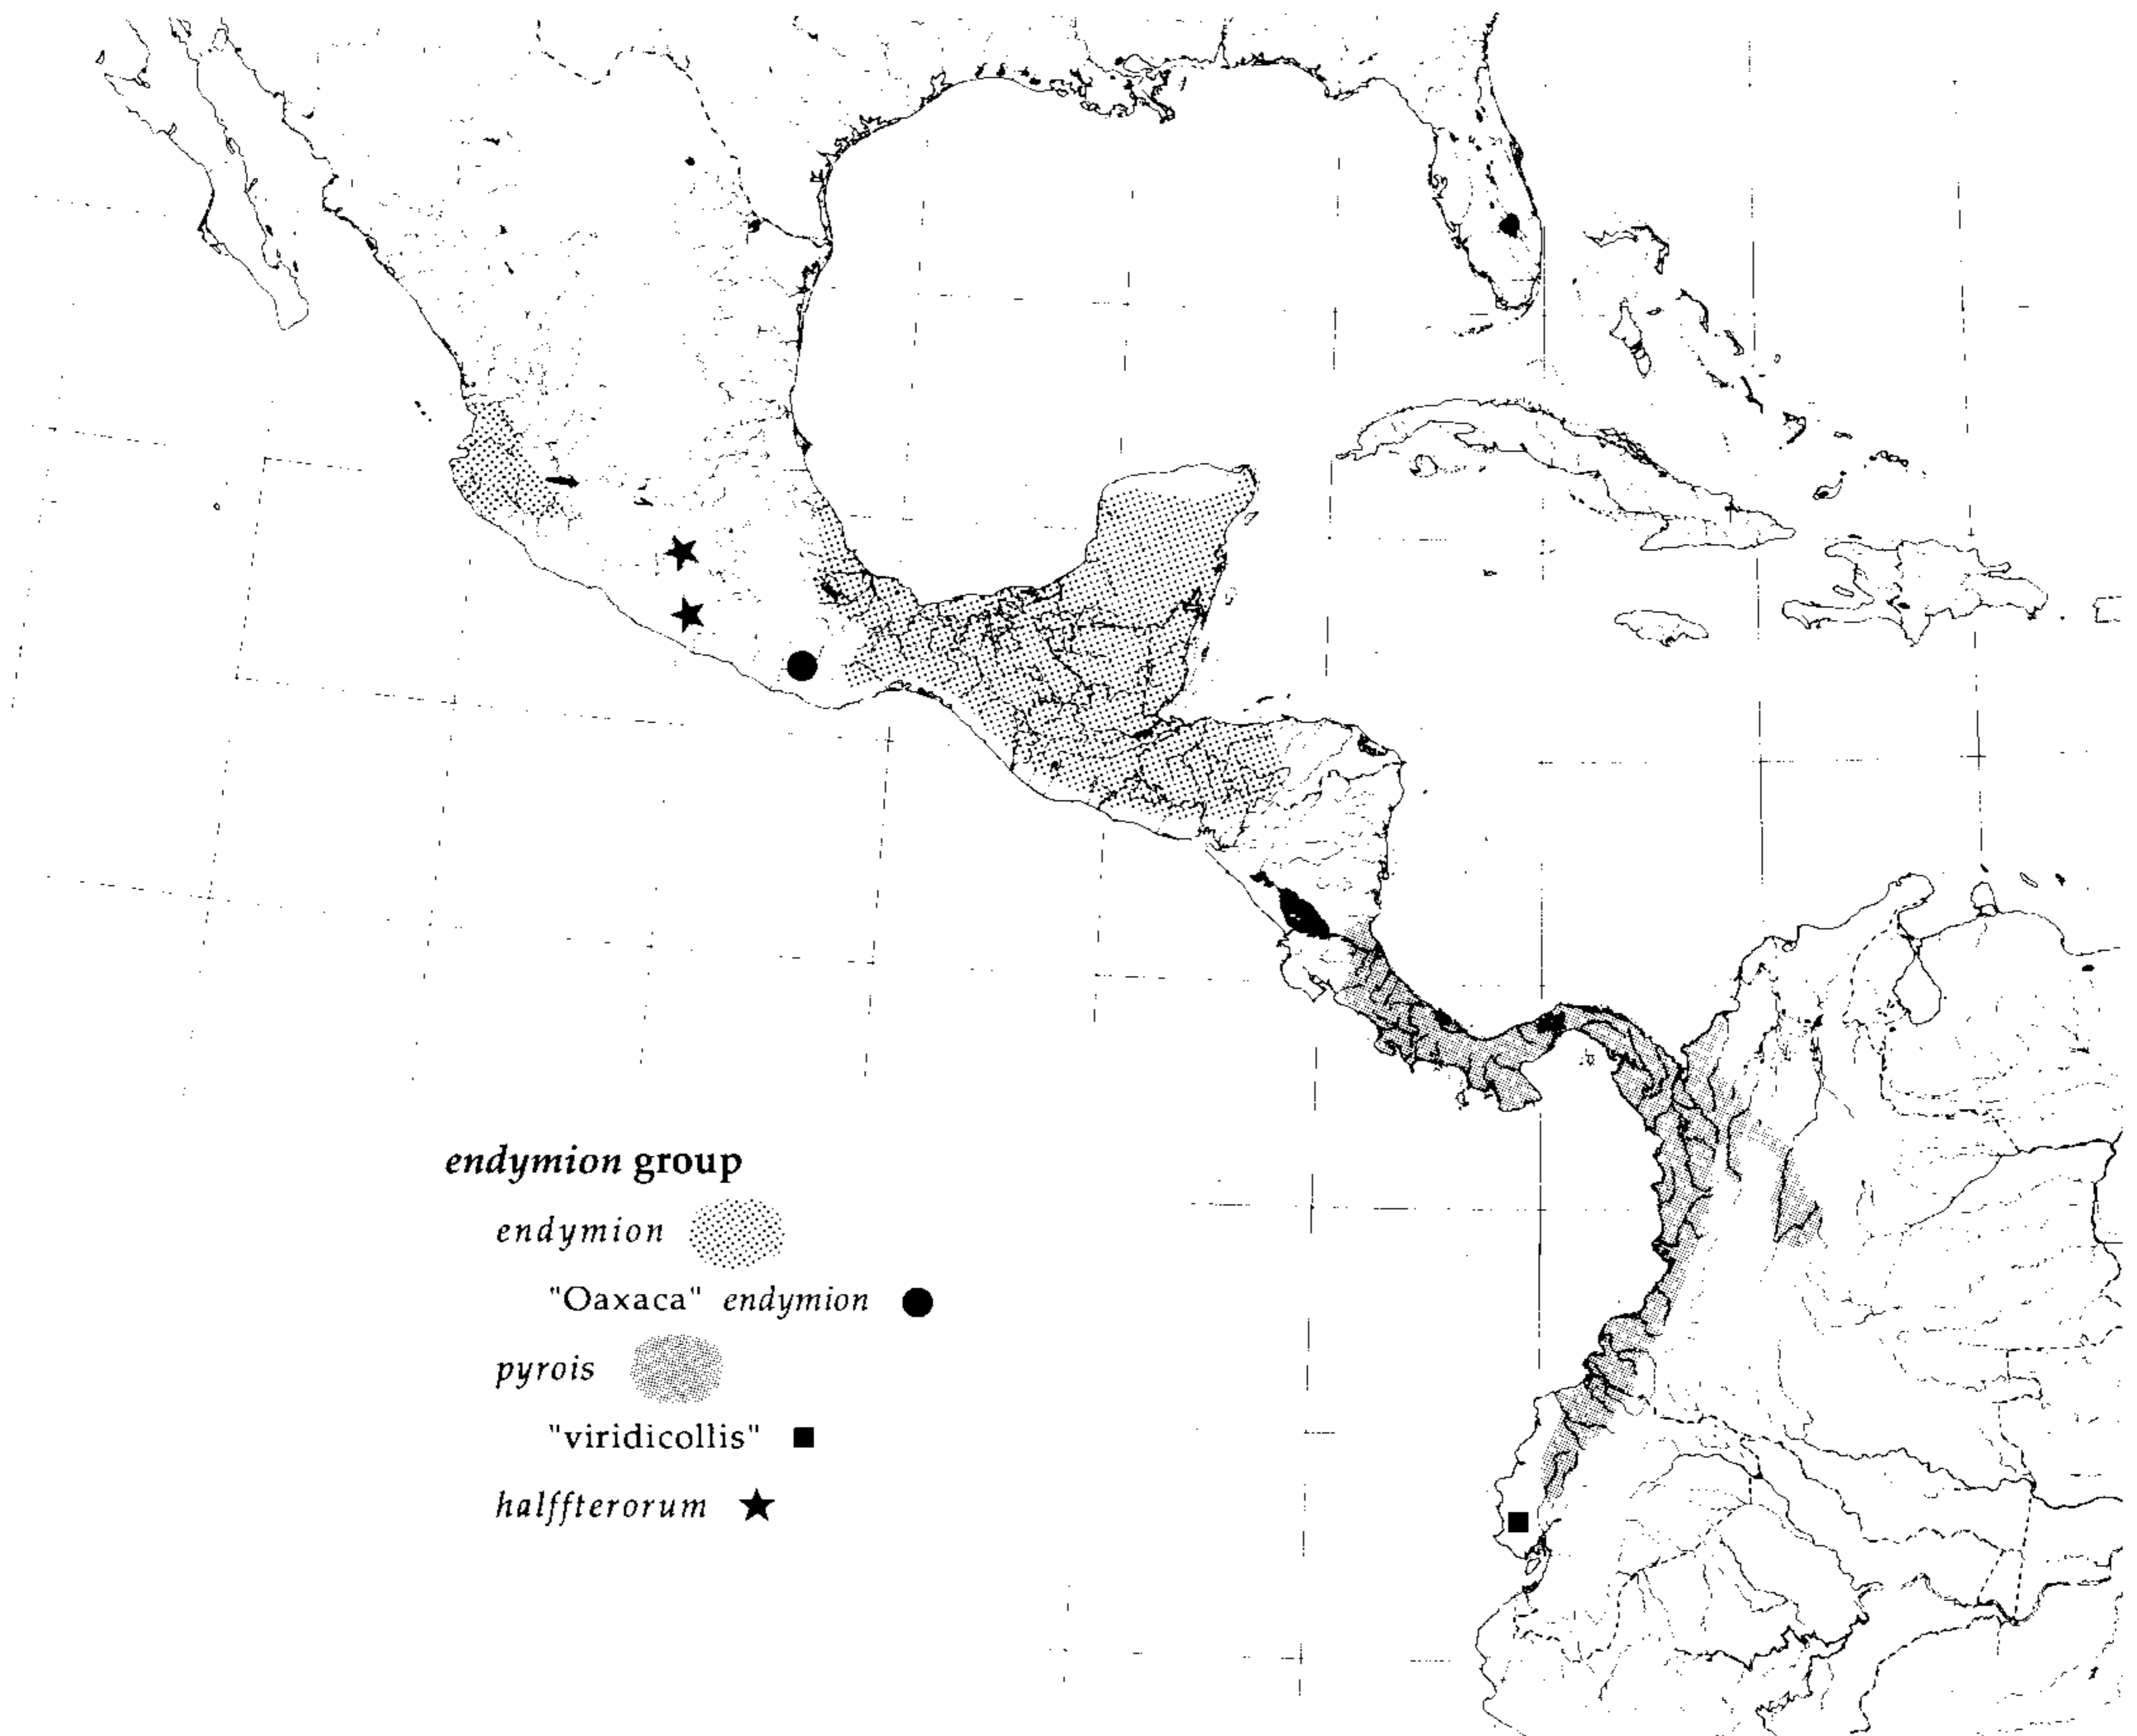 endymion group
endymion
"Oaxaca" endymion
pyrois
"viridicollis"
halffterorum